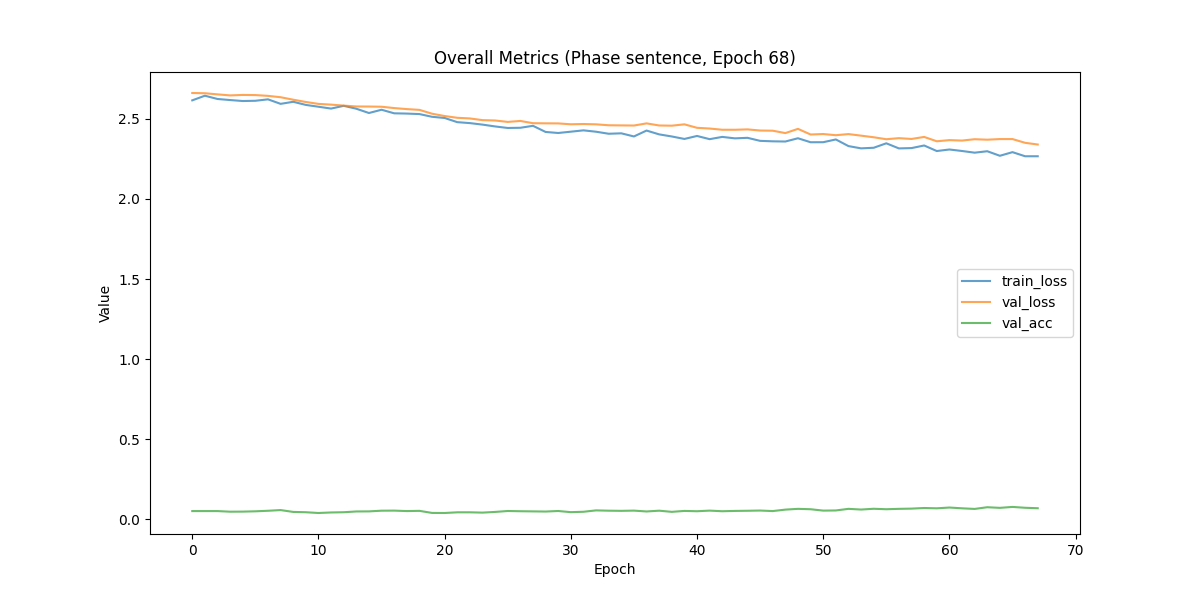 Overall Metrics (Phase sentence, Epoch 68)
2.5
2.0
1.5
1.0
0.5
0.0
Value
train_loss
val_loss
val_acc
0 10 20 30 40 50 60 70
Epoch